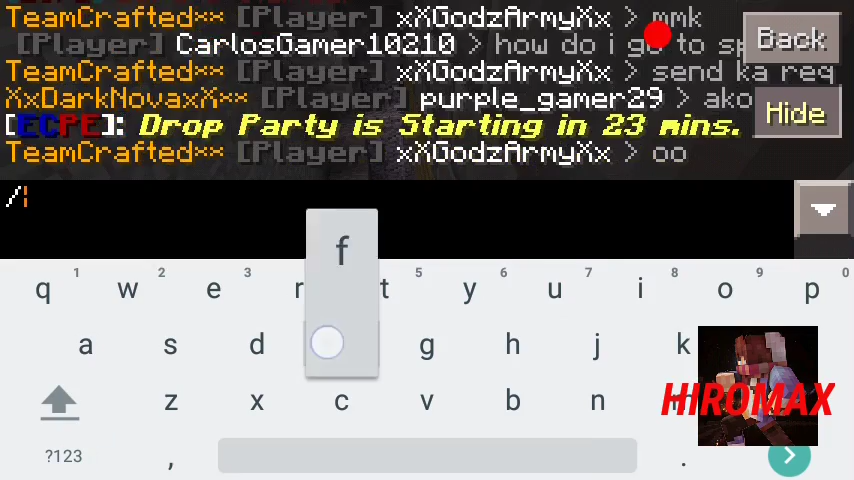 TeamCrafted** [Player] xXGodzArmyXx > mmk
[Player] CarlosGamer10210 > how do i go to
Back
TeamCrafted** [Player] xXGodzArmyXx > send ka req
XxDarkNovaxX** [Player] purple_gamer29 > ako
Hide
[ECPE]: Drop Party is Starting in 23 mins.
TeamCrafted** [Player] xXGodzArmyXx > oo
/
f
1 2 3 5 6 7 8 9 0
q w e r t y u i o p
a s d g h j k
z x c v b n
HIROMAX
?123 , .